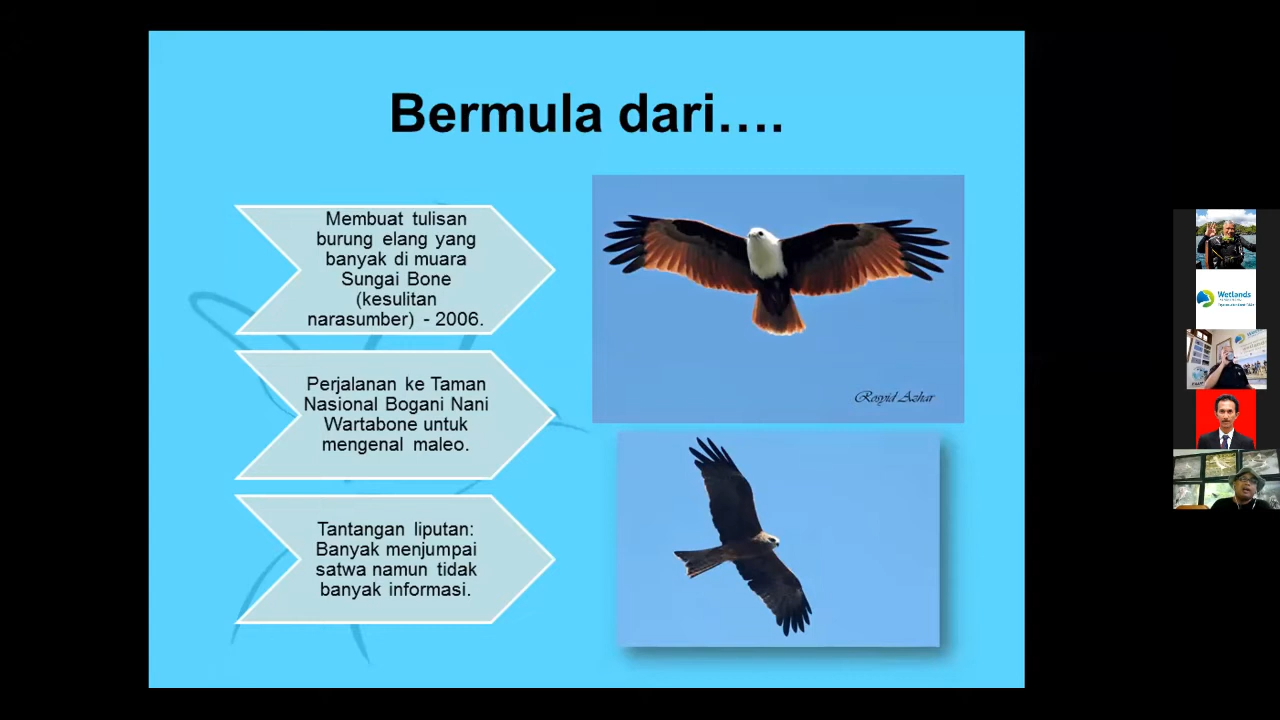 Bermula dari….
Membuat tulisan
burung elang yang
banyak di muara
Sungai Bone
(kesulitan
narasumber) - 2006.
Perjalanan ke Taman
Nasional Bogani Nani
Wartabone untuk
mengenal maleo.
Tantangan liputan:
Banyak menjumpai
satwa namun tidak
banyak informasi.
Rosyid Azhar
Wetlands